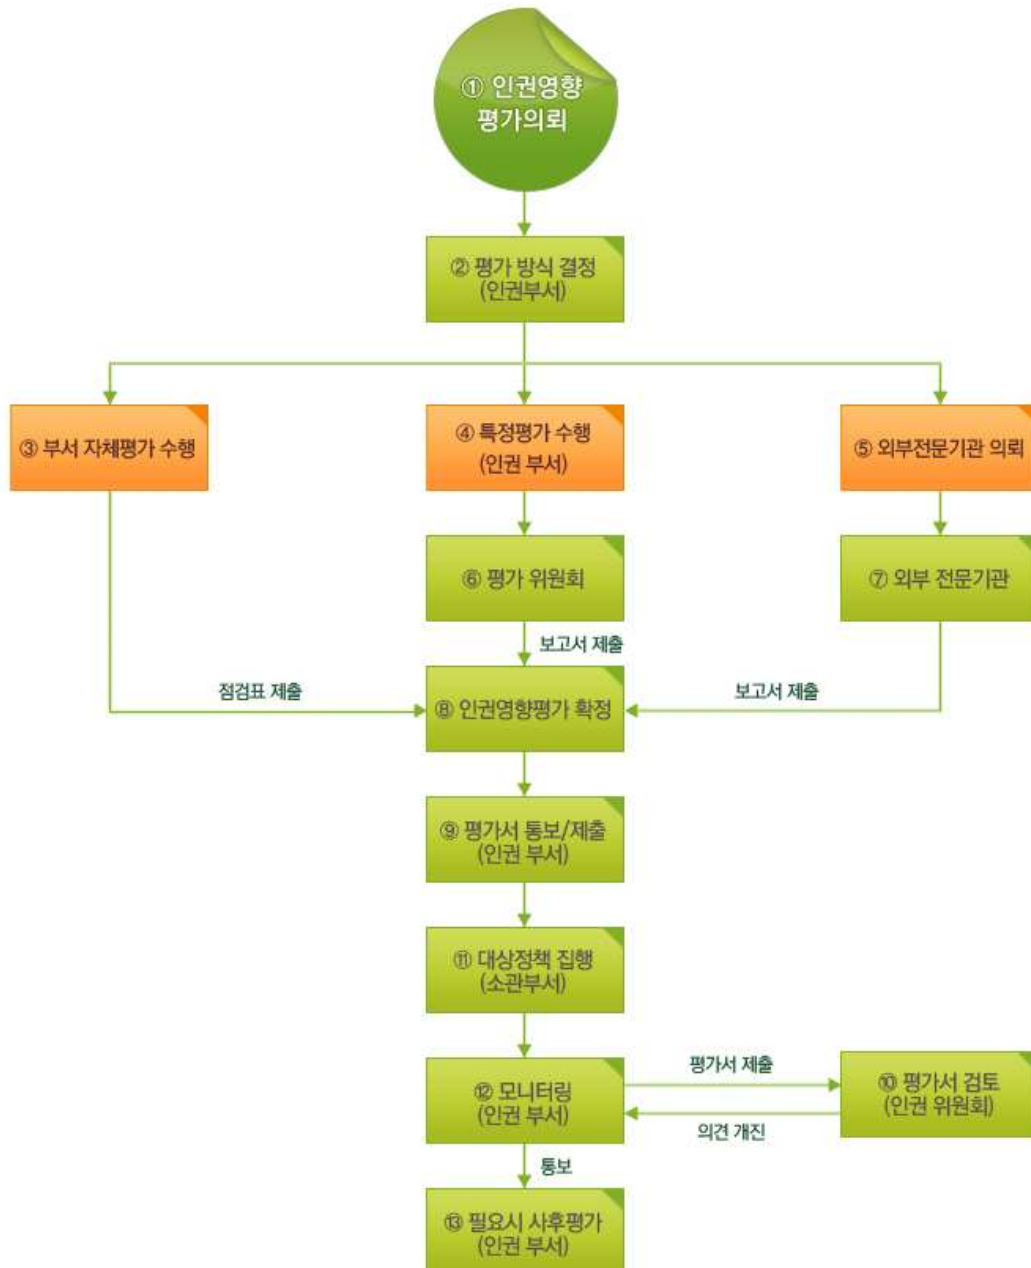 ① 인권영향
평가의뢰
② 평가 방식 결정
(인권부서)
③ 부서 자체평가 수행
④ 특정평가 수행
(인권 부서)
⑤ 외부전문기관 의뢰
⑥ 평가 위원회
⑦ 외부 전문기관
보고서 제출
점검표 제출
보고서 제출
⑧ 인권영향평가 확정
⑨ 평가서 통보/제출
(인권 부서)
⑪ 대상정책 집행
(소관부서)
⑫ 모니터링
(인권 부서)
평가서 제출
의견 개진
⑩ 평가서 검토
(인권 위원회)
통보
⑬ 필요시 사후평가
(인권 부서)